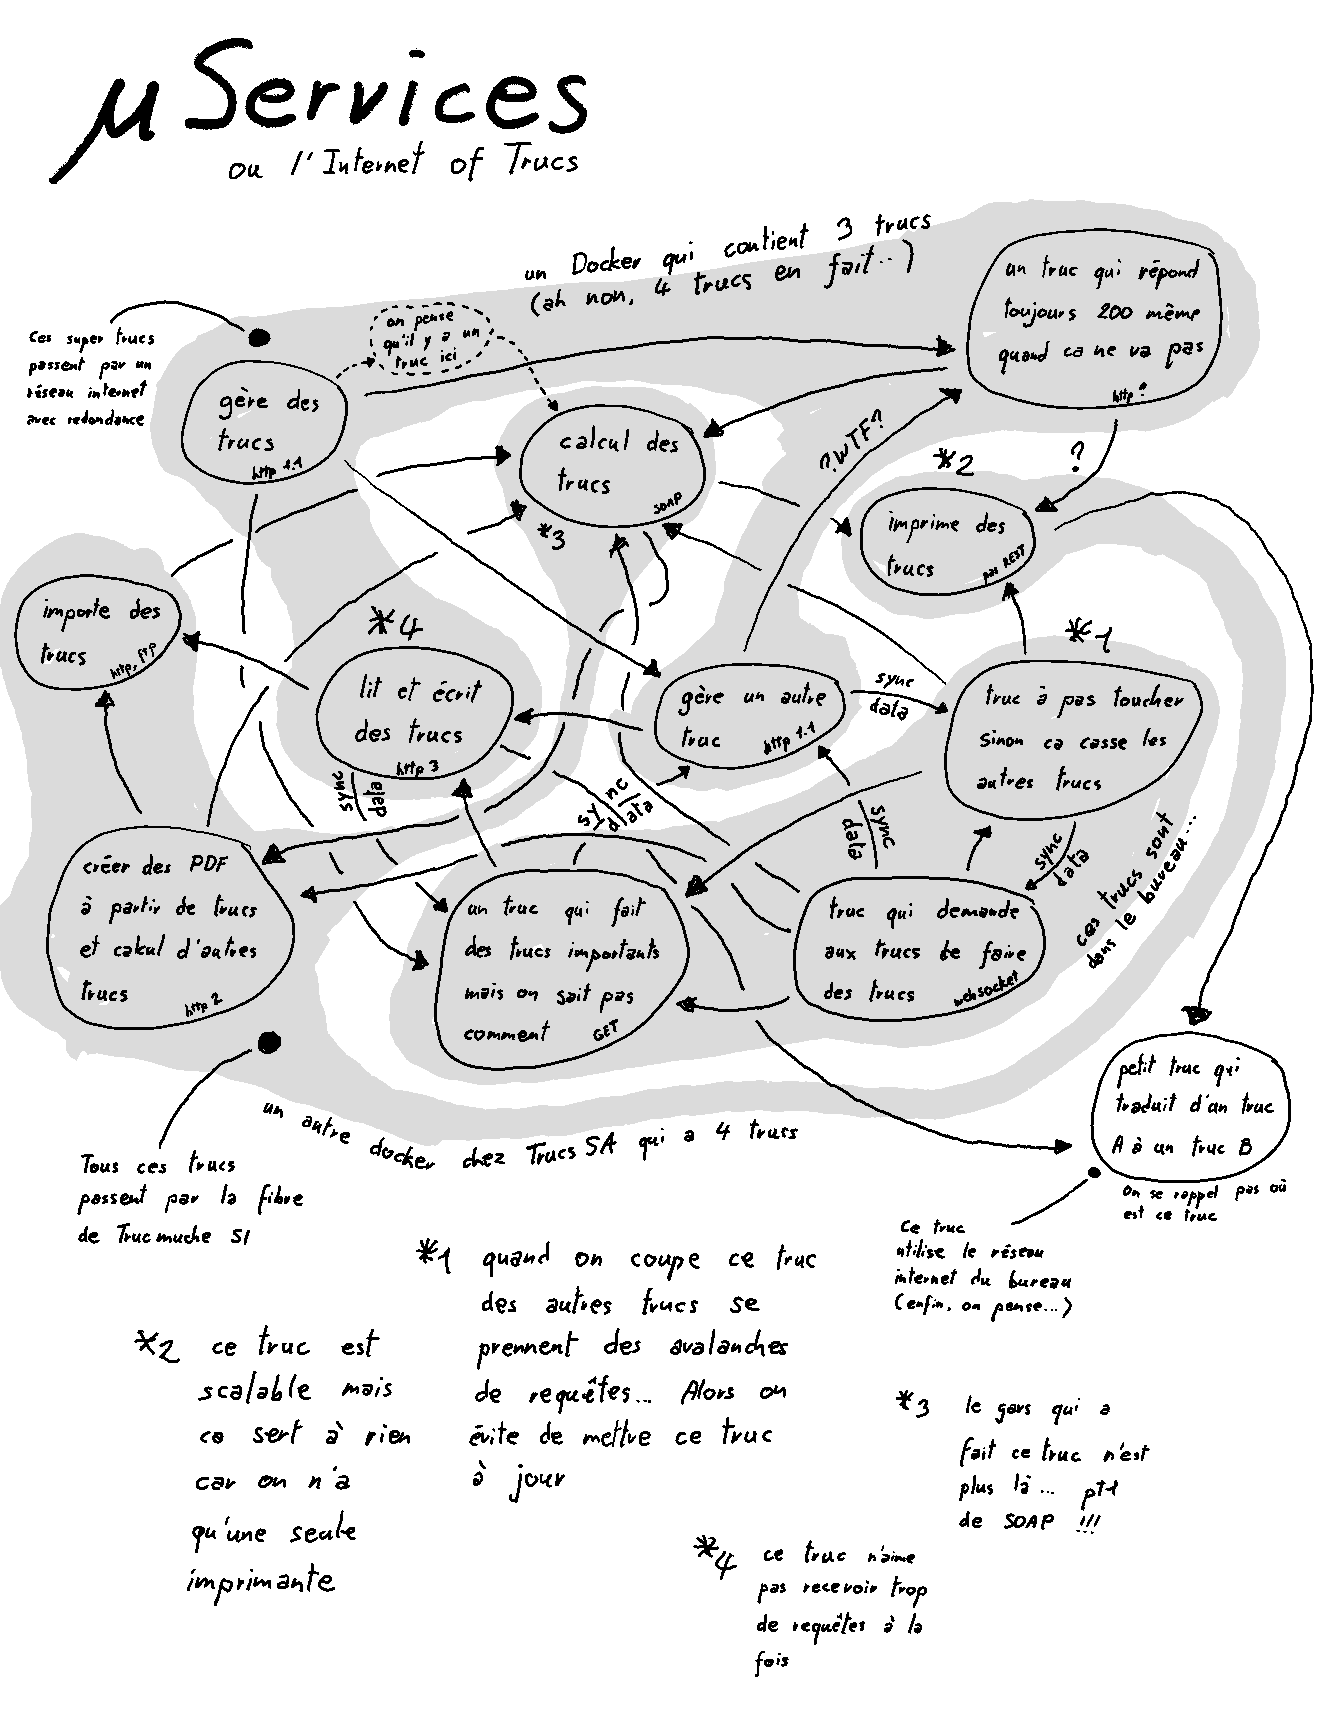 µServices
ou l'Internet of Trucs
un Docker qui contient 3 trucs
(ah non, 4 trucs en fait...)
un truc qui répond
toujours 200 même
quand ca ne va pas
http?
Ces super trucs
passent par un
réseau internet
avec redondance
on pense
qu'il y a un
truc ici
gère des
trucs
http 1.1
calcul des
trucs
SOAP
*3
?WTF?
*2
?
imprime des
trucs
pas REST
importe des
trucs
http, ftp
*4
lit et écrit
des trucs
http 3
gère un autre
truc
http 1.1
sync
data
*1
truc à pas toucher
sinon ca casse les
autres trucs
sync
data
sync
data
sync
data
sync
data
ces trucs sont
dans le bureau...
créer des PDF
à partir de trucs
et calkul d'autres
trucs
http 2
un truc qui fait
des trucs importants
mais on sait pas
comment
GET
truc qui demande
aux trucs de faire
des trucs
websocket
petit truc qui
traduit d'un truc
A à un truc B
On se rappel pas où
est ce truc
un autre docker chez Trucs SA qui a 4 trucs
Tous ces trucs
passent par la fibre
de Trucmuche SI
Ce truc
utilise le réseau
internet du bureau
(enfin, on pense...)
*1 quand on coupe ce truc
des autres trucs se
prennent des avalanches
de requêtes... Alors on
évite de mettre ce truc
à jour
*2 ce truc est
scalable mais
ca sert à rien
car on n'a
qu'une seule
imprimante
*3 le gars qui a
fait ce truc n'est
plus là... ptn
de SOAP !!!
*4 ce truc n'aime
pas recevoir trop
de requêtes à la
fois